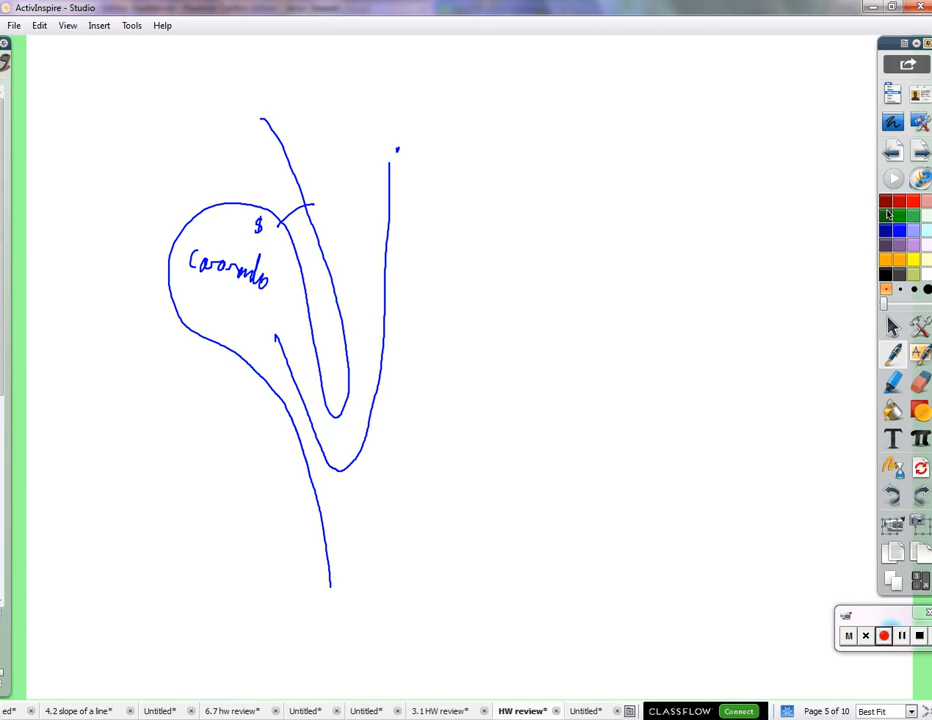 ActivInspire - Studio
File Edit View Insert Tools Help
$
ed* 4.2 slope of a line* Untitled* 6.7 hw review* Untitled* Untitled* 3.1 HW review* HW review* Untitled* CLASSFLOW Connect Page 5 of 10 Best Fit
M
T